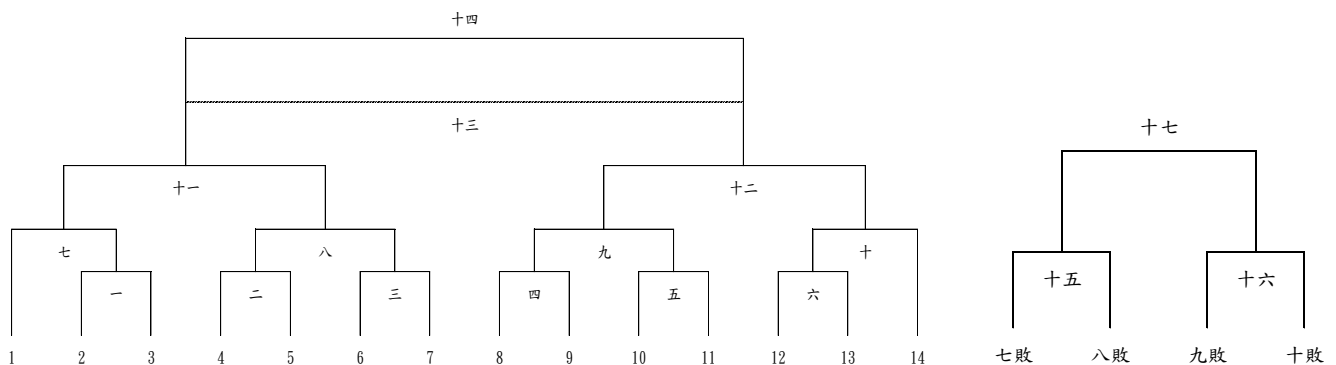 十四
十三
十七
十一 十二
七 八 九 十 十五 十六
一 二 三 四 五 六
1 2 3 4 5 6 7 8 9 10 11 12 13 14 七敗 八敗 九敗 十敗